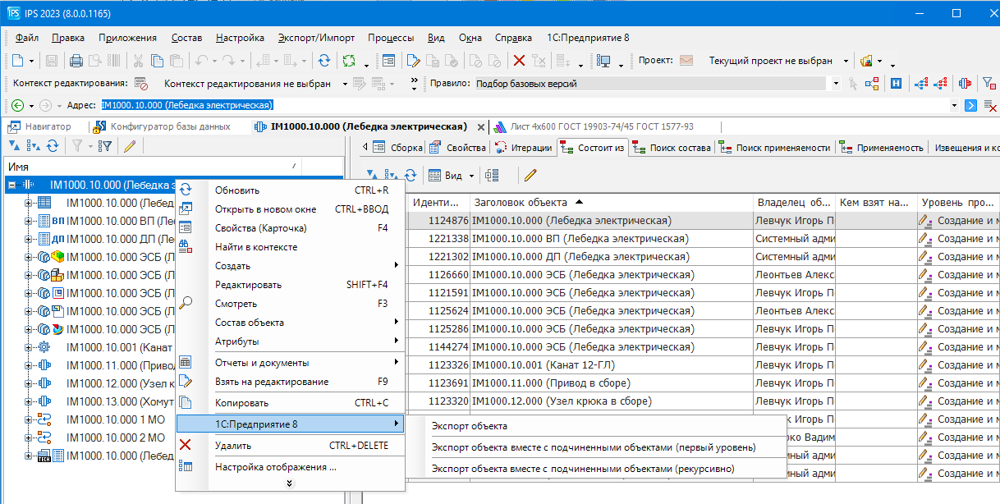 IPS 2023 (8.0.0.1165)
Файл Правка Приложения Состав Настройка Экспорт/Импорт Процессы Вид Окна Справка 1С:Предприятие 8
Проект: Текущий проект не выбран
Контекст редактирования: Контекст редактирования не выбран Правило: Подбор базовых версий
Адрес: IM1000.10.000 (Лебедка электрическая)
Навигатор Конфигуратор базы данных IM1000.10.000 (Лебедка электрическая) Лист 4x600 ГОСТ 19903-74/45 ГОСТ 1577-93
Сборка Свойства Итерации Состоит из Поиск состава Поиск применяемости Применяемость Извещения и ко
Имя
Вид
IM1000.10.000 (Лебедка э
IM1000.10.000 (Лебед
ВП IM1000.10.000 ВП (Ле
ДП IM1000.10.000 ДП (Ле
IM1000.10.000 ЭСБ (Л
IM1000.10.000 ЭСБ (Л
IM1000.10.000 ЭСБ (Л
IM1000.10.000 ЭСБ (Л
IM1000.10.000 ЭСБ (Л
IM1000.10.001 (Канат
IM1000.11.000 (Приво
IM1000.12.000 (Узел к
IM1000.13.000 (Хомут
IM1000.10.000 1 МО
IM1000.10.000 2 МО
TECH IM1000.10.000 (Лебед
Обновить CTRL+R
Открыть в новом окне CTRL+ВВОД
Свойства (Карточка) F4
Найти в контексте
Создать
Редактировать SHIFT+F4
Смотреть F3
Состав объекта
Атрибуты
Отчеты и документы
Взять на редактирование F9
Копировать CTRL+C
1С:Предприятие 8
Удалить CTRL+DELETE
Настройка отображения ...
Иденти... Заголовок объекта Владелец об... Кем взят на... Уровень про...
1124876 IM1000.10.000 (Лебедка электрическая) Левчук Игорь П Создание и м
1221338 IM1000.10.000 ВП (Лебедка электрическая) Системный адми Создание и м
1221302 IM1000.10.000 ДП (Лебедка электрическая) Системный адми Создание и м
1126660 IM1000.10.000 ЭСБ (Лебедка электрическая) Леонтьев Алекс Создание и м
1121591 IM1000.10.000 ЭСБ (Лебедка электрическая) Левчук Игорь П Создание и м
1125624 IM1000.10.000 ЭСБ (Лебедка электрическая) Леонтьев Алекс Создание и м
1125286 IM1000.10.000 ЭСБ (Лебедка электрическая) Левчук Игорь П Создание и м
1144274 IM1000.10.000 ЭСБ (Лебедка электрическая) Левчук Игорь П Создание и м
1123326 IM1000.10.001 (Канат 12-ГЛ) Левчук Игорь П Создание и м
1123691 IM1000.11.000 (Привод в сборе) Левчук Игорь П Создание и м
1123320 IM1000.12.000 (Узел крюка в сборе) Левчук Игорь П Создание и м
Создание и м
око Вадим Создание и м
мный адми Создание и м
ный адми Создание и м
Экспорт объекта
Экспорт объекта вместе с подчиненными объектами (первый уровень)
Экспорт объекта вместе с подчиненными объектами (рекурсивно)